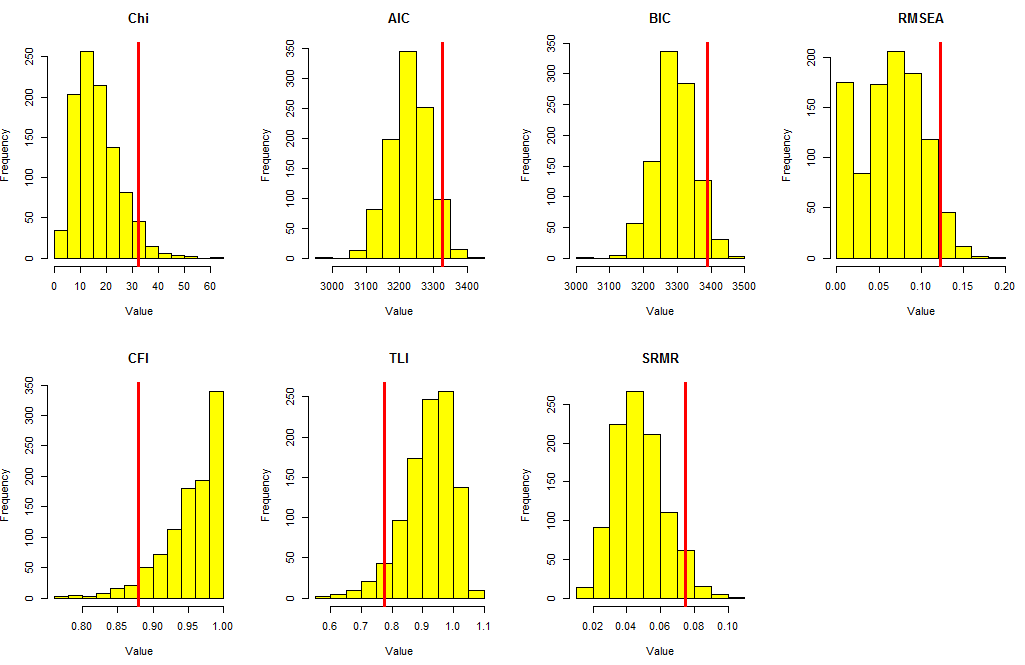 Chi
Frequency
0 50 100 150 200 250
0 10 20 30 40 50 60
Value
AIC
Frequency
0 50 100 150 200 250 300 350
3000 3100 3200 3300 3400
Value
BIC
Frequency
0 50 100 150 200 250 300 350
3000 3100 3200 3300 3400 3500
Value
RMSEA
Frequency
0 50 100 150 200
0.00 0.05 0.10 0.15 0.20
Value
CFI
Frequency
0 50 100 150 200 250 300 350
0.80 0.85 0.90 0.95 1.00
Value
TLI
Frequency
0 50 100 150 200 250
0.6 0.7 0.8 0.9 1.0 1.1
Value
SRMR
Frequency
0 50 100 150 200 250
0.02 0.04 0.06 0.08 0.10
Value